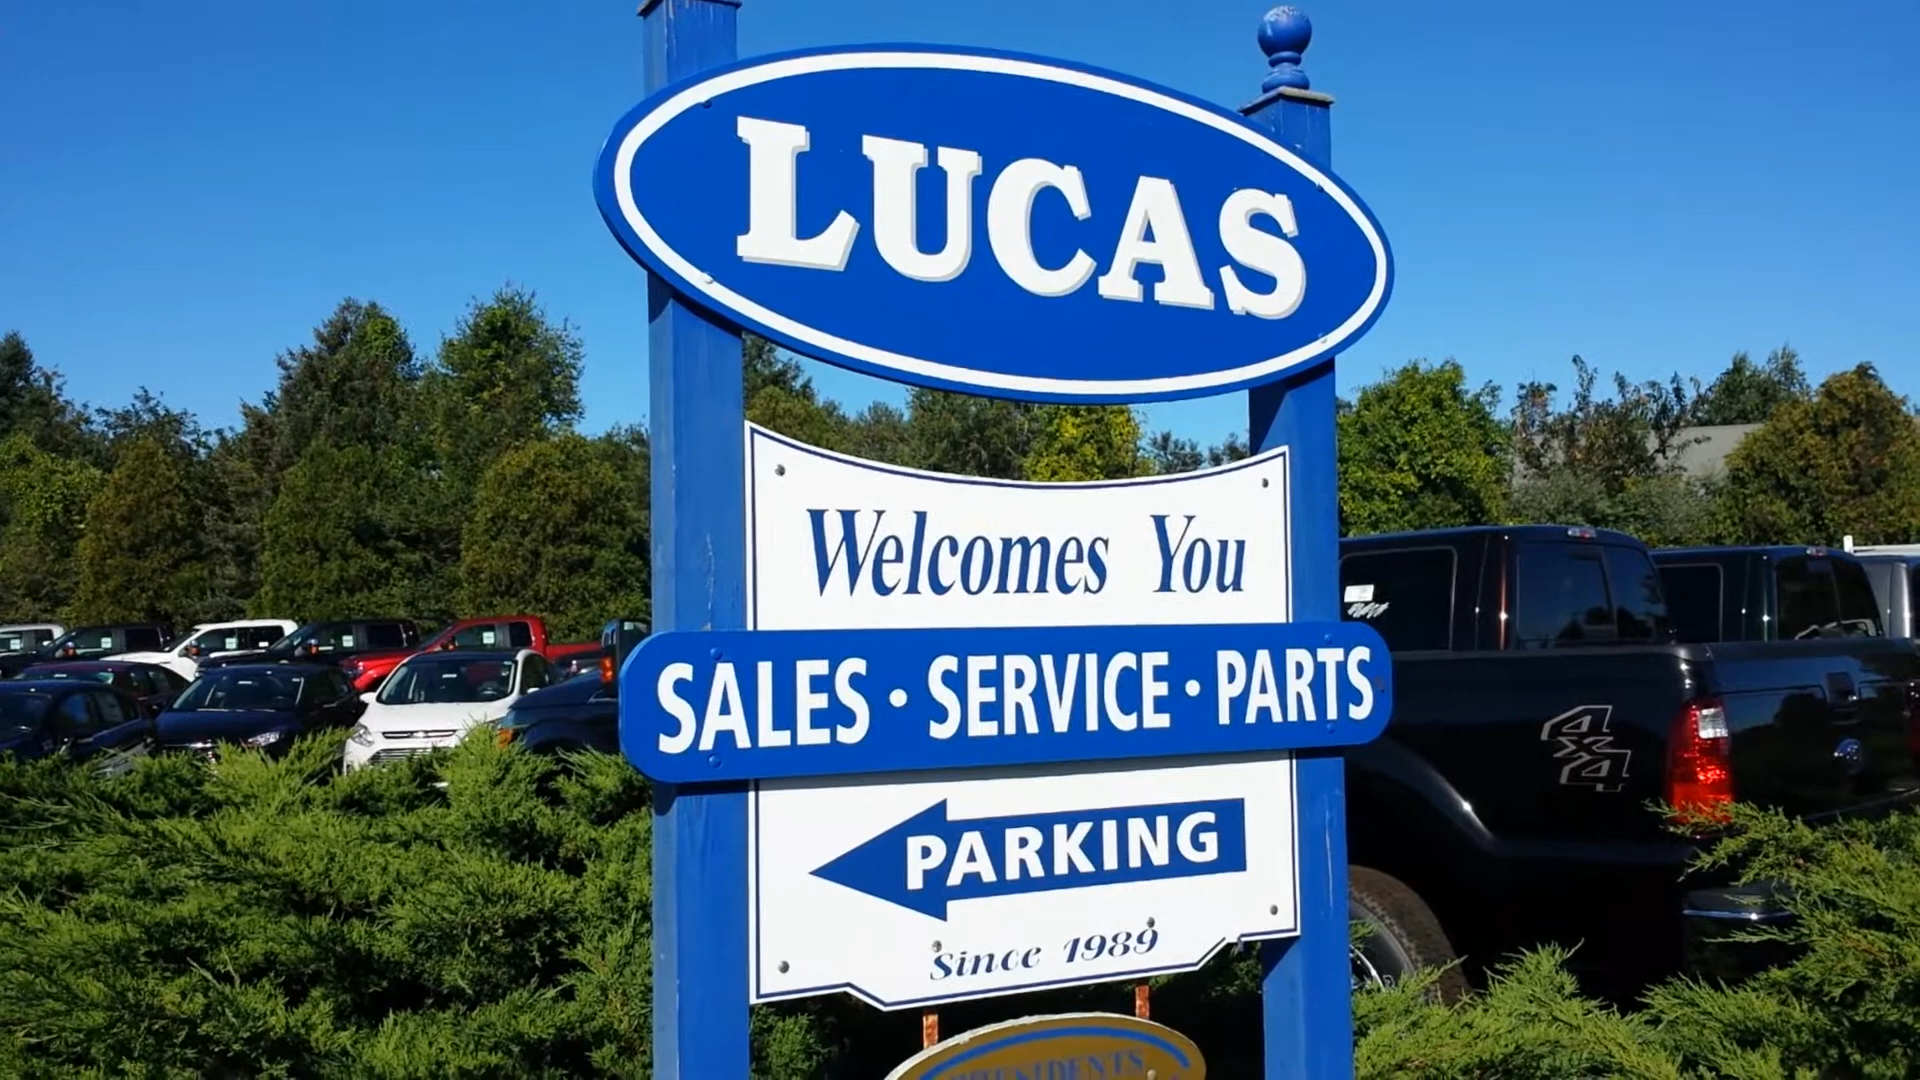 LUCAS
Welcomes You
SALES · SERVICE · PARTS
PARKING
Since 1989
4x4